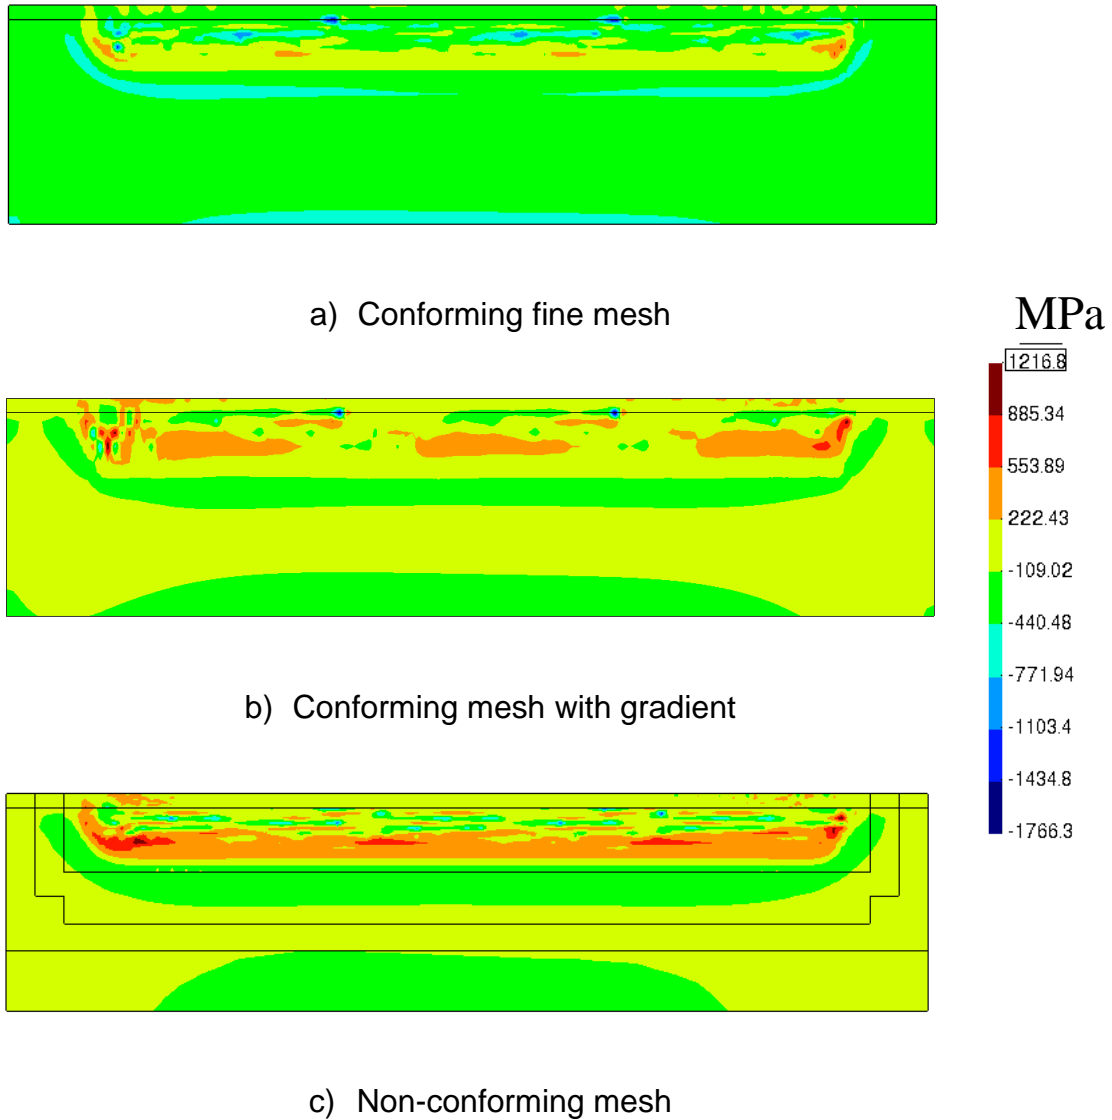 a) Conforming fine mesh
MPa
1216.8
885.34
553.89
222.43
-109.02
-440.48
-771.94
-1103.4
-1434.8
-1766.3
b) Conforming mesh with gradient
c) Non-conforming mesh